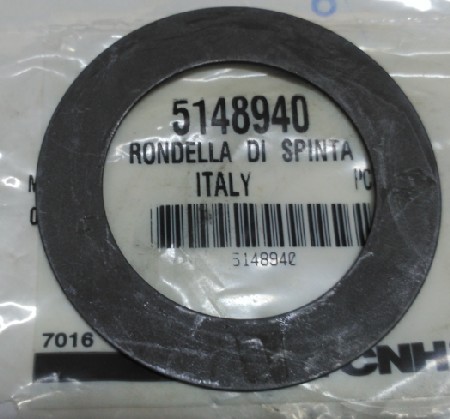 5148940
RONDELLA DI SPINTA
ITALY
5148940
7016
CNH